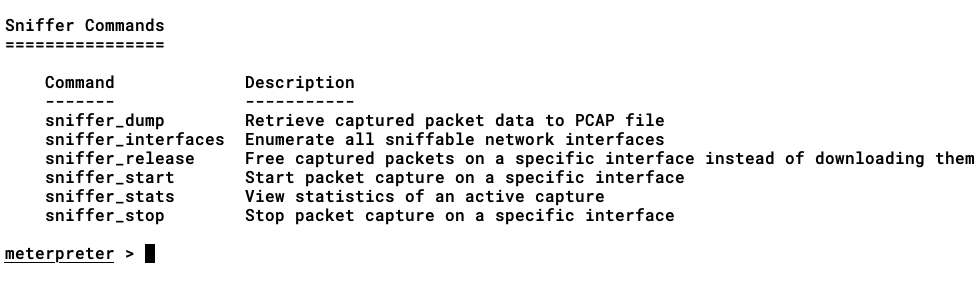 Sniffer Commands
================
Command Description
------- -----------
sniffer_dump Retrieve captured packet data to PCAP file
sniffer_interfaces Enumerate all sniffable network interfaces
sniffer_release Free captured packets on a specific interface instead of downloading them
sniffer_start Start packet capture on a specific interface
sniffer_stats View statistics of an active capture
sniffer_stop Stop packet capture on a specific interface
meterpreter >